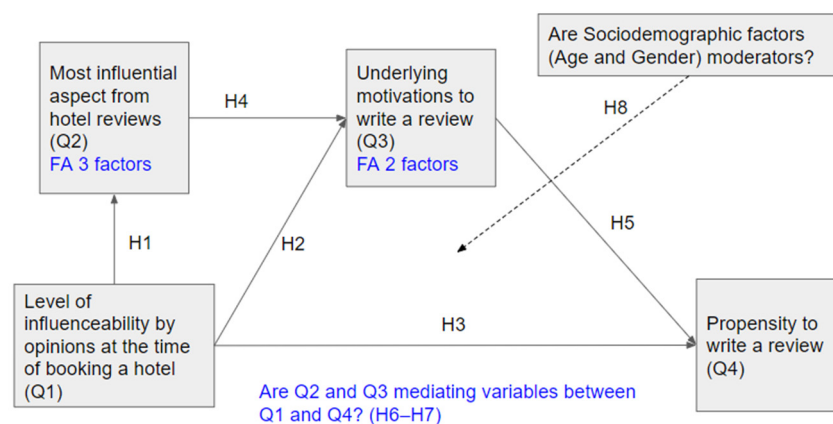 Are Sociodemographic factors
(Age and Gender) moderators?
Most influential
aspect from
hotel reviews
(Q2)
FA 3 factors
H4
Underlying
motivations to
write a review
(Q3)
FA 2 factors
H8
H1
H2
H5
Level of
influenceability by
opinions at the time
of booking a hotel
(Q1)
H3
Propensity to
write a review
(Q4)
Are Q2 and Q3 mediating variables between
Q1 and Q4? (H6–H7)